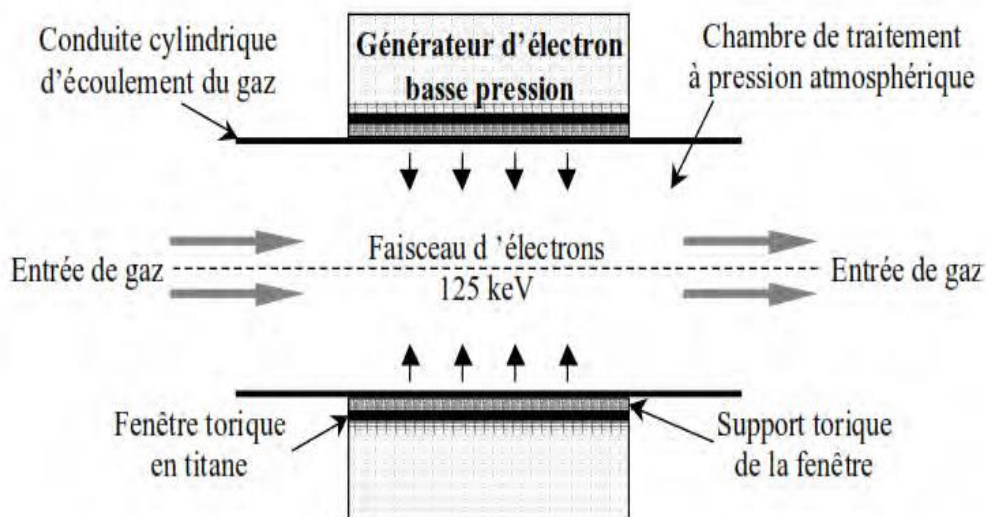 Conduite cylindrique
d'écoulement du gaz
Générateur d'électron
basse pression
Chambre de traitement
à pression atmosphérique
Entrée de gaz
Faisceau d 'électrons
125 keV
Entrée de gaz
Fenêtre torique
en titane
Support torique
de la fenêtre